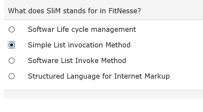 What does SliM stands for in FitNesse?
Softwar Life cycle management
Simple List invocation Method
Software List Invoke Method
Structured Language for Internet Markup